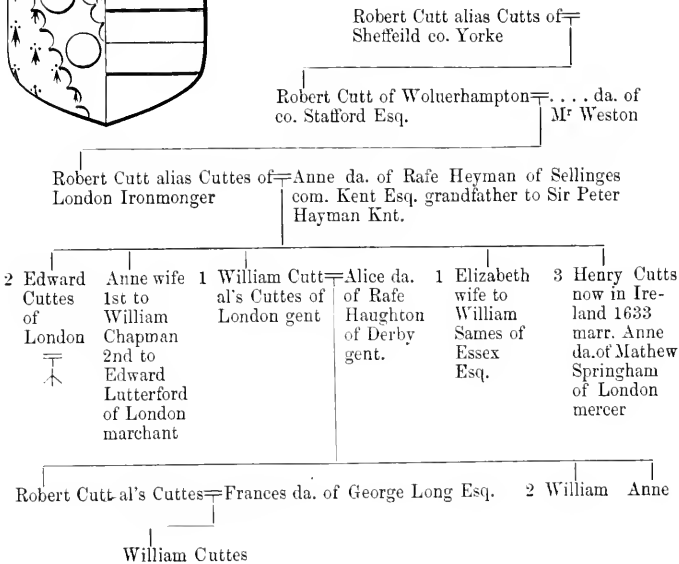 Robert Cutt alias Cutts of
Sheffeild co. Yorke
Robert Cutt of Woluerhampton
co. Stafford Esq.
. . . . da. of
Mr Weston
Robert Cutt alias Cuttes of
London Ironmonger
Anne da. of Rafe Heyman of Sellinges
com. Kent Esq. grandfather to Sir Peter
Hayman Knt.
2 Edward
Cuttes
of
London
Anne wife
1st to
William
Chapman
2nd to
Edward
Lutterford
of London
marchant
1 William Cutt
al's Cuttes of
London gent
Alice da.
of Rafe
Haughton
of Derby
gent.
1 Elizabeth
wife to
William
Sames of
Essex
Esq.
3 Henry Cutts
now in Ire-
land 1633
marr. Anne
da. of Mathew
Springham
of London
mercer
Robert Cutt al's Cuttes
Frances da. of George Long Esq.
2 William
Anne
William Cuttes